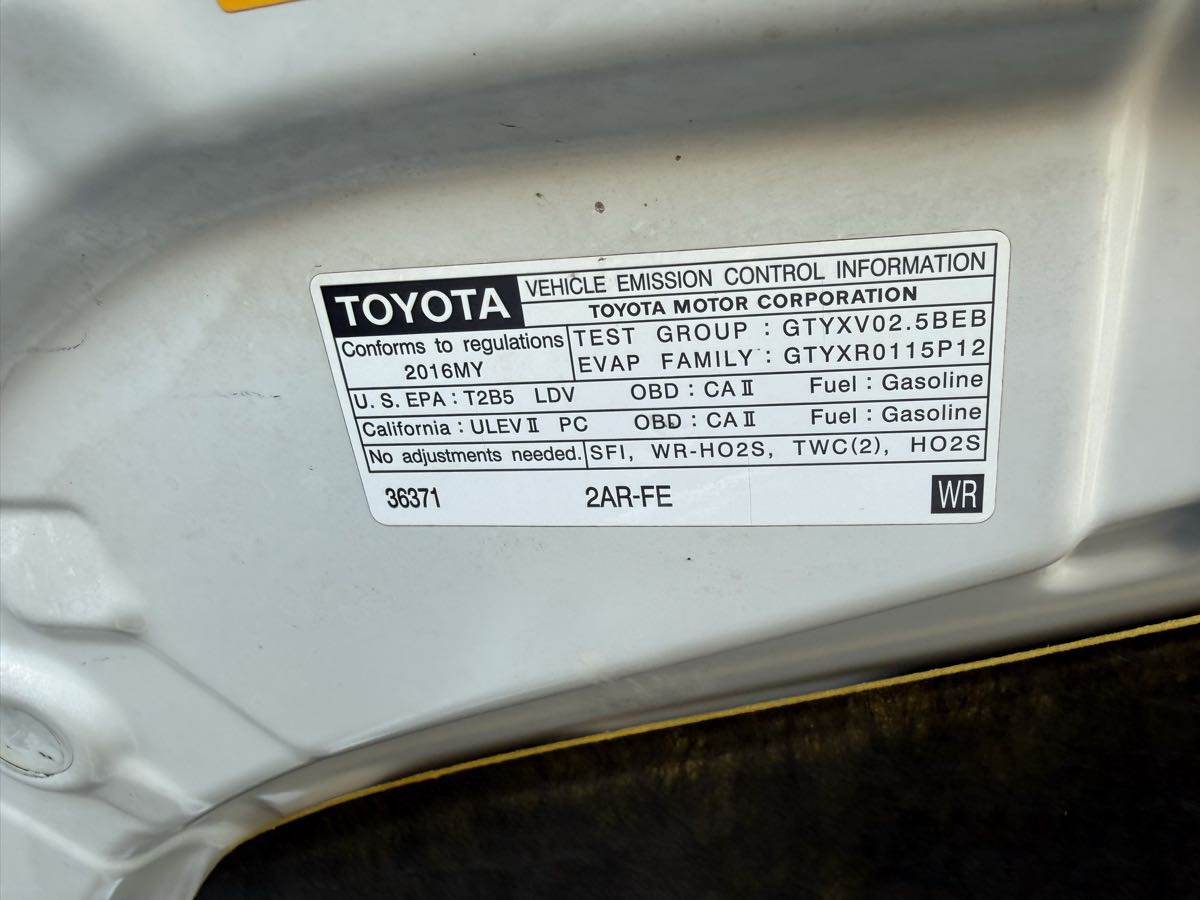 TOYOTA
VEHICLE EMISSION CONTROL INFORMATION
TOYOTA MOTOR CORPORATION
Conforms to regulations
2016MY
TEST GROUP : GTYXV02.5BEB
EVAP FAMILY : GTYXR0115P12
U.S. EPA : T2B5 LDV OBD : CA II Fuel : Gasoline
California : ULEV II PC OBD : CA II Fuel : Gasoline
No adjustments needed. SFI, WR-HO2S, TWC(2), HO2S
36371 2AR-FE WR